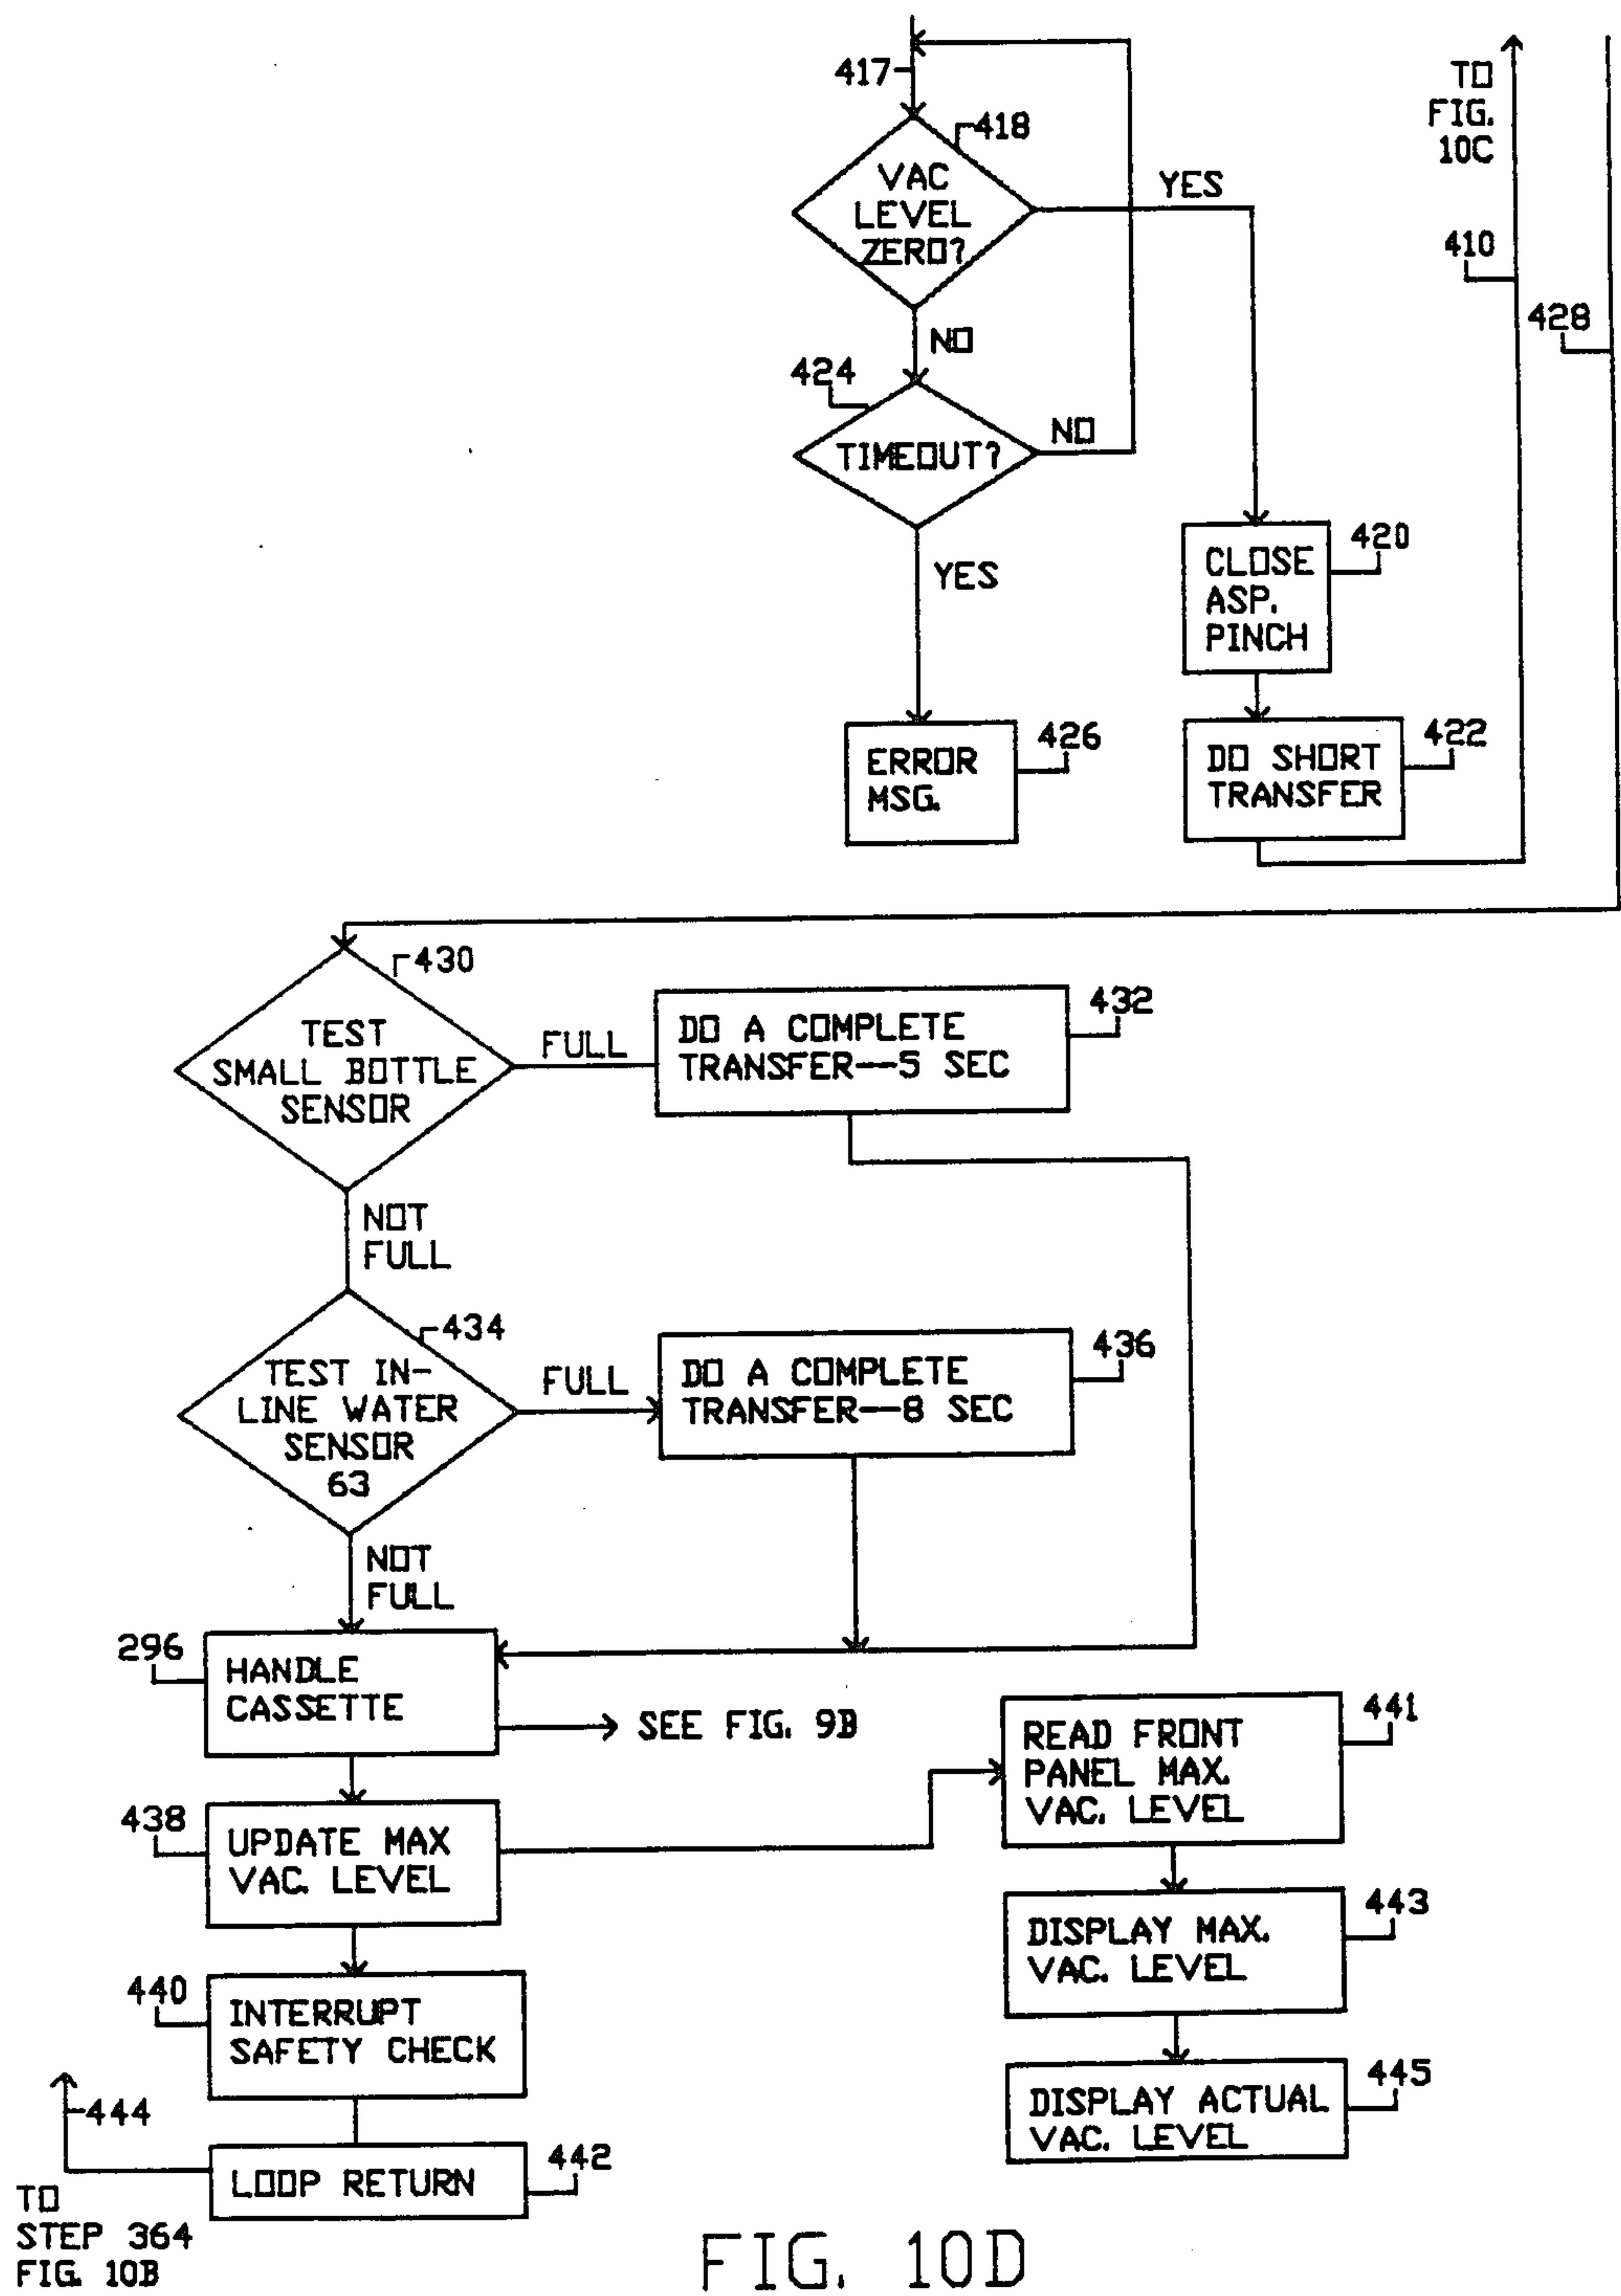 417
418
VAC
LEVEL
ZERO?
YES
NO
424
TIMEOUT?
NO
YES
TO
FIG.
10C
410
428
420
CLOSE
ASP.
PINCH
426
ERROR
MSG.
422
DO SHORT
TRANSFER
430
TEST
SMALL BOTTLE
SENSOR
FULL
432
DO A COMPLETE
TRANSFER--5 SEC
NOT
FULL
434
TEST IN-
LINE WATER
SENSOR
63
FULL
436
DO A COMPLETE
TRANSFER--8 SEC
NOT
FULL
296
HANDLE
CASSETTE
SEE FIG. 9B
438
UPDATE MAX
VAC. LEVEL
441
READ FRONT
PANEL MAX.
VAC. LEVEL
443
DISPLAY MAX.
VAC. LEVEL
440
INTERRUPT
SAFETY CHECK
445
DISPLAY ACTUAL
VAC. LEVEL
444
442
LOOP RETURN
TO
STEP 364
FIG. 10B
FIG. 10D